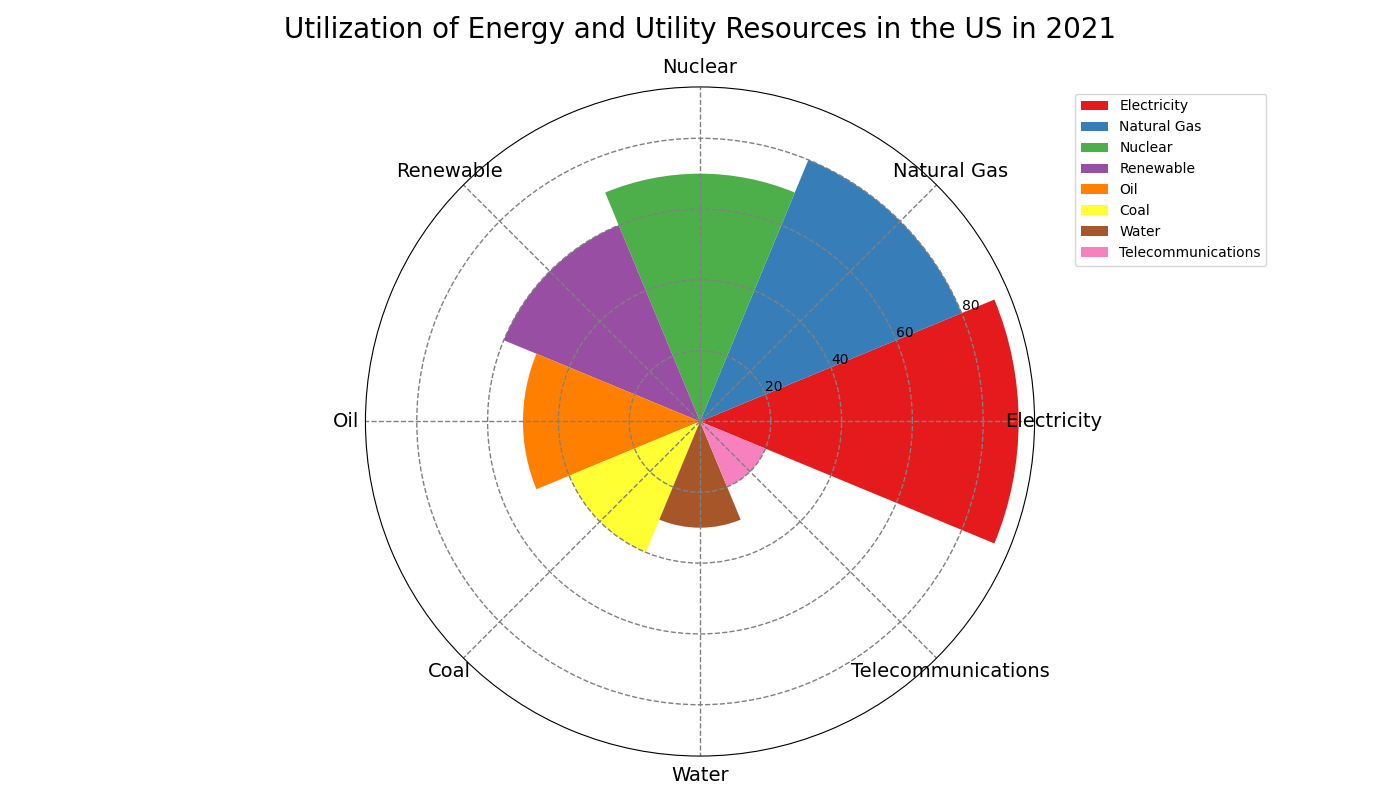 Utilization of Energy and Utility Resources in the US in 2021
Nuclear
Renewable
Natural Gas
Oil
Electricity
Coal
Telecommunications
Water
20
40
60
80
Electricity
Natural Gas
Nuclear
Renewable
Oil
Coal
Water
Telecommunications